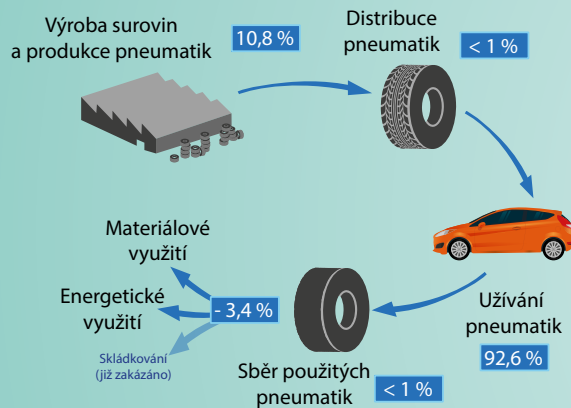 Výroba surovin
a produkce pneumatik
10,8 %
Distribuce
pneumatik
< 1 %
Užívání
pneumatik
92,6 %
Sběr použitých
pneumatik
< 1 %
- 3,4 %
Materiálové
využití
Energetické
využití
Skládkování
(již zakázáno)